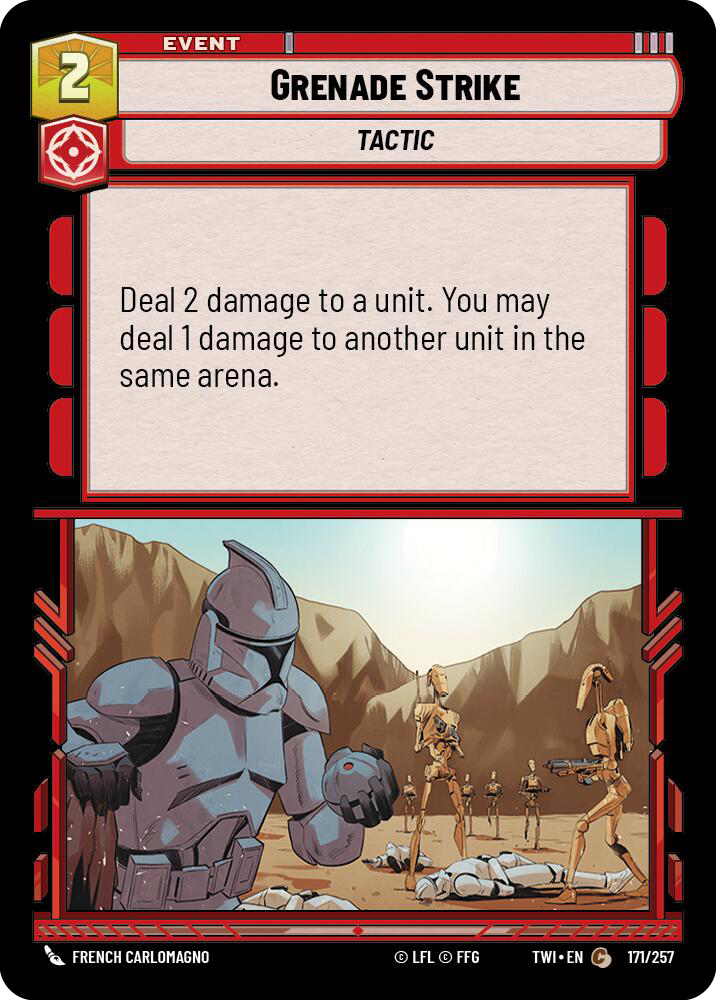 EVENT
2
GRENADE STRIKE
TACTIC
Deal 2 damage to a unit. You may
deal 1 damage to another unit in the
same arena.
FRENCH CARLOMAGNO
© LFL © FFG
TWI • EN
C
171/257